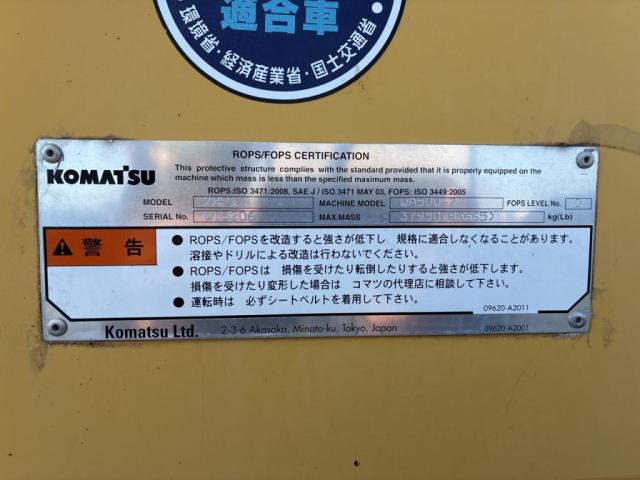 適合車
・環境省・経済産業省・国土交通省
KOMATSU
ROPS/FOPS CERTIFICATION
This protective structure complies with the standard provided that it is properly equipped on the
machine which mass is less than the specified maximum mass.
ROPS:ISO 3471:2008, SAE J / ISO 3471 MAY 03, FOPS: ISO 3449:2005
MODEL MACHINE MODEL WA500-7 FOPS LEVEL No. 2
SERIAL No. MAX.MASS kg(Lb)
警告
● ROPS/FOPSを改造すると強さが低下し 規格に適合しなくなることがあります。
溶接やドリルによる改造は行わないでください。
● ROPS/FOPSは 損傷を受けたり転倒したりすると強さが低下します。
損傷を受けたり変形した場合は コマツの代理店に相談して下さい。
● 運転時は 必ずシートベルトを着用して下さい。
09620-A2011
Komatsu Ltd. 2-3-6 Akasaka, Minato-ku, Tokyo, Japan 09620-A2001